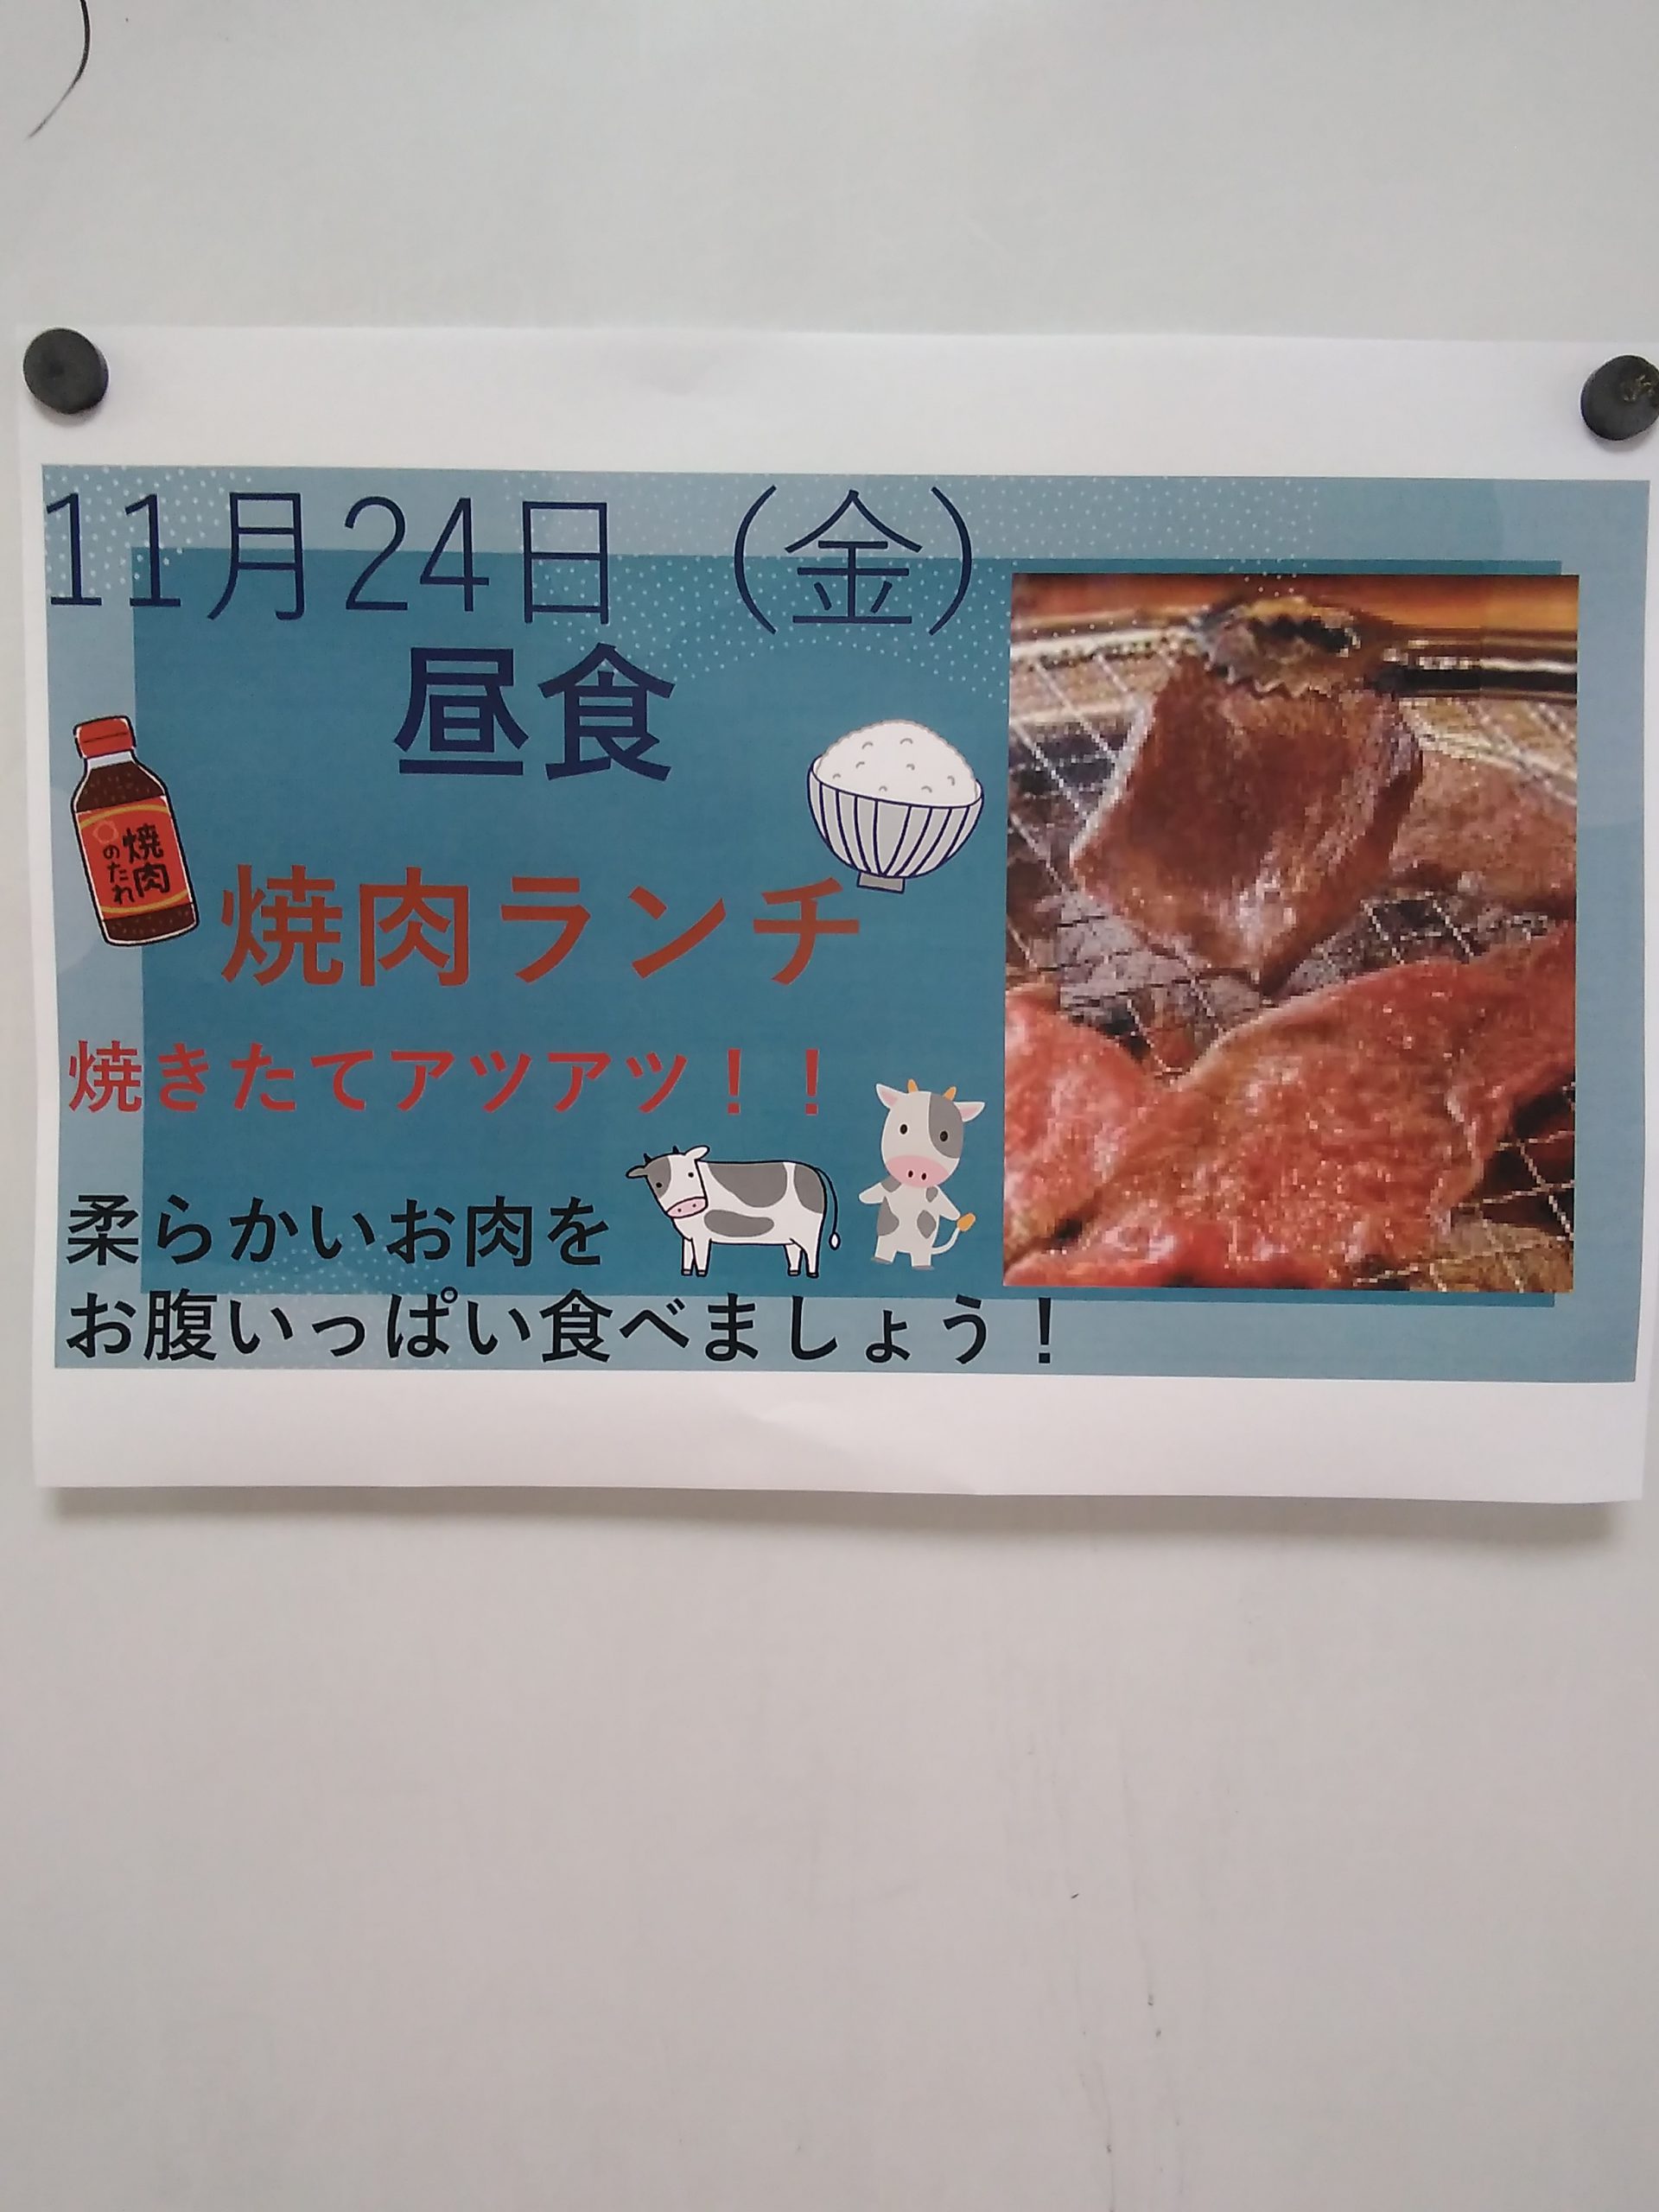 11月24日（金）
昼食
焼肉
のたれ
焼肉ランチ
焼きたてアツアツ！！
柔らかいお肉を
お腹いっぱい食べましょう！